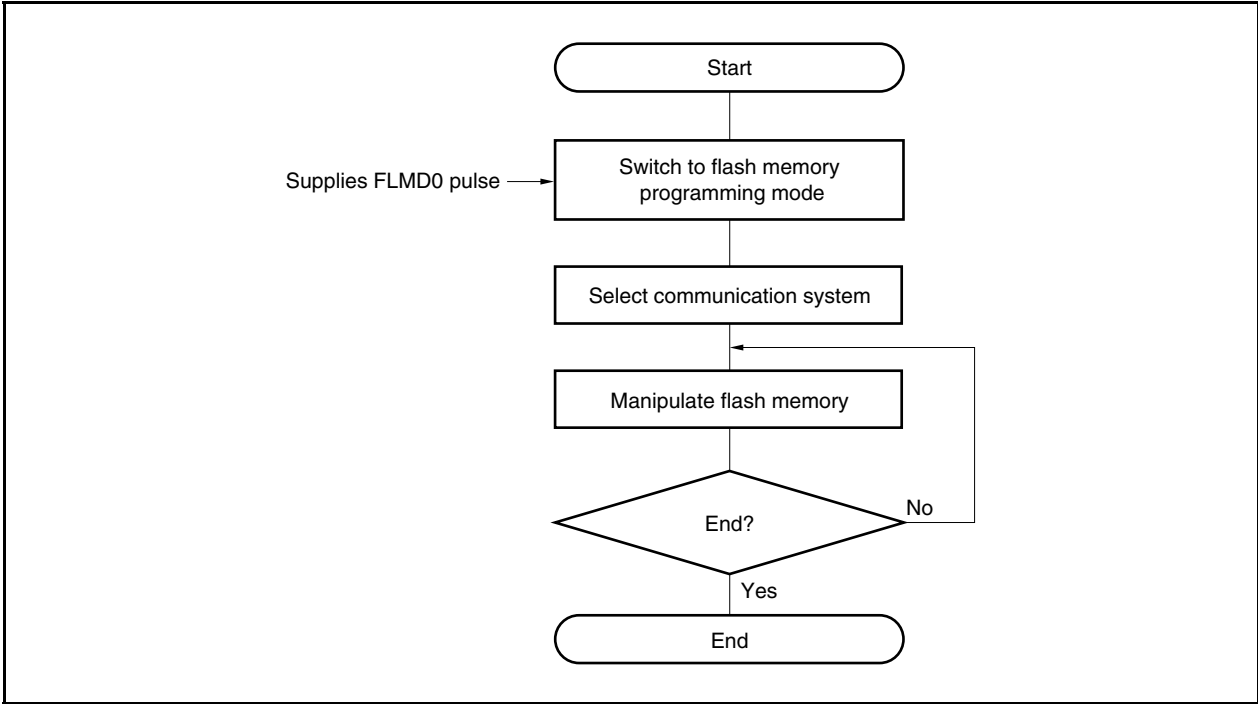 Start
Supplies FLMD0 pulse
Switch to flash memory
programming mode
Select communication system
Manipulate flash memory
End?
No
Yes
End